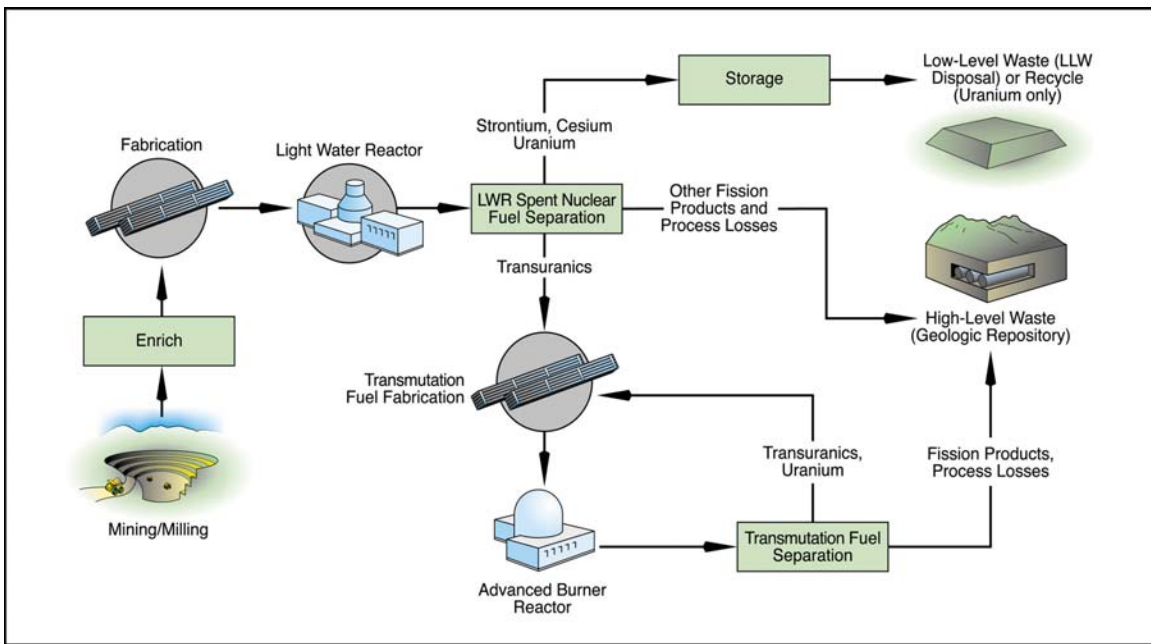 Low-Level Waste (LLW
Disposal) or Recycle
(Uranium only)
Storage
Strontium, Cesium
Uranium
Fabrication
Light Water Reactor
LWR Spent Nuclear
Fuel Separation
Other Fission
Products and
Process Losses
Transuranics
High-Level Waste
(Geologic Repository)
Enrich
Transmutation
Fuel Fabrication
Transuranics,
Uranium
Fission Products,
Process Losses
Mining/Milling
Transmutation Fuel
Separation
Advanced Burner
Reactor